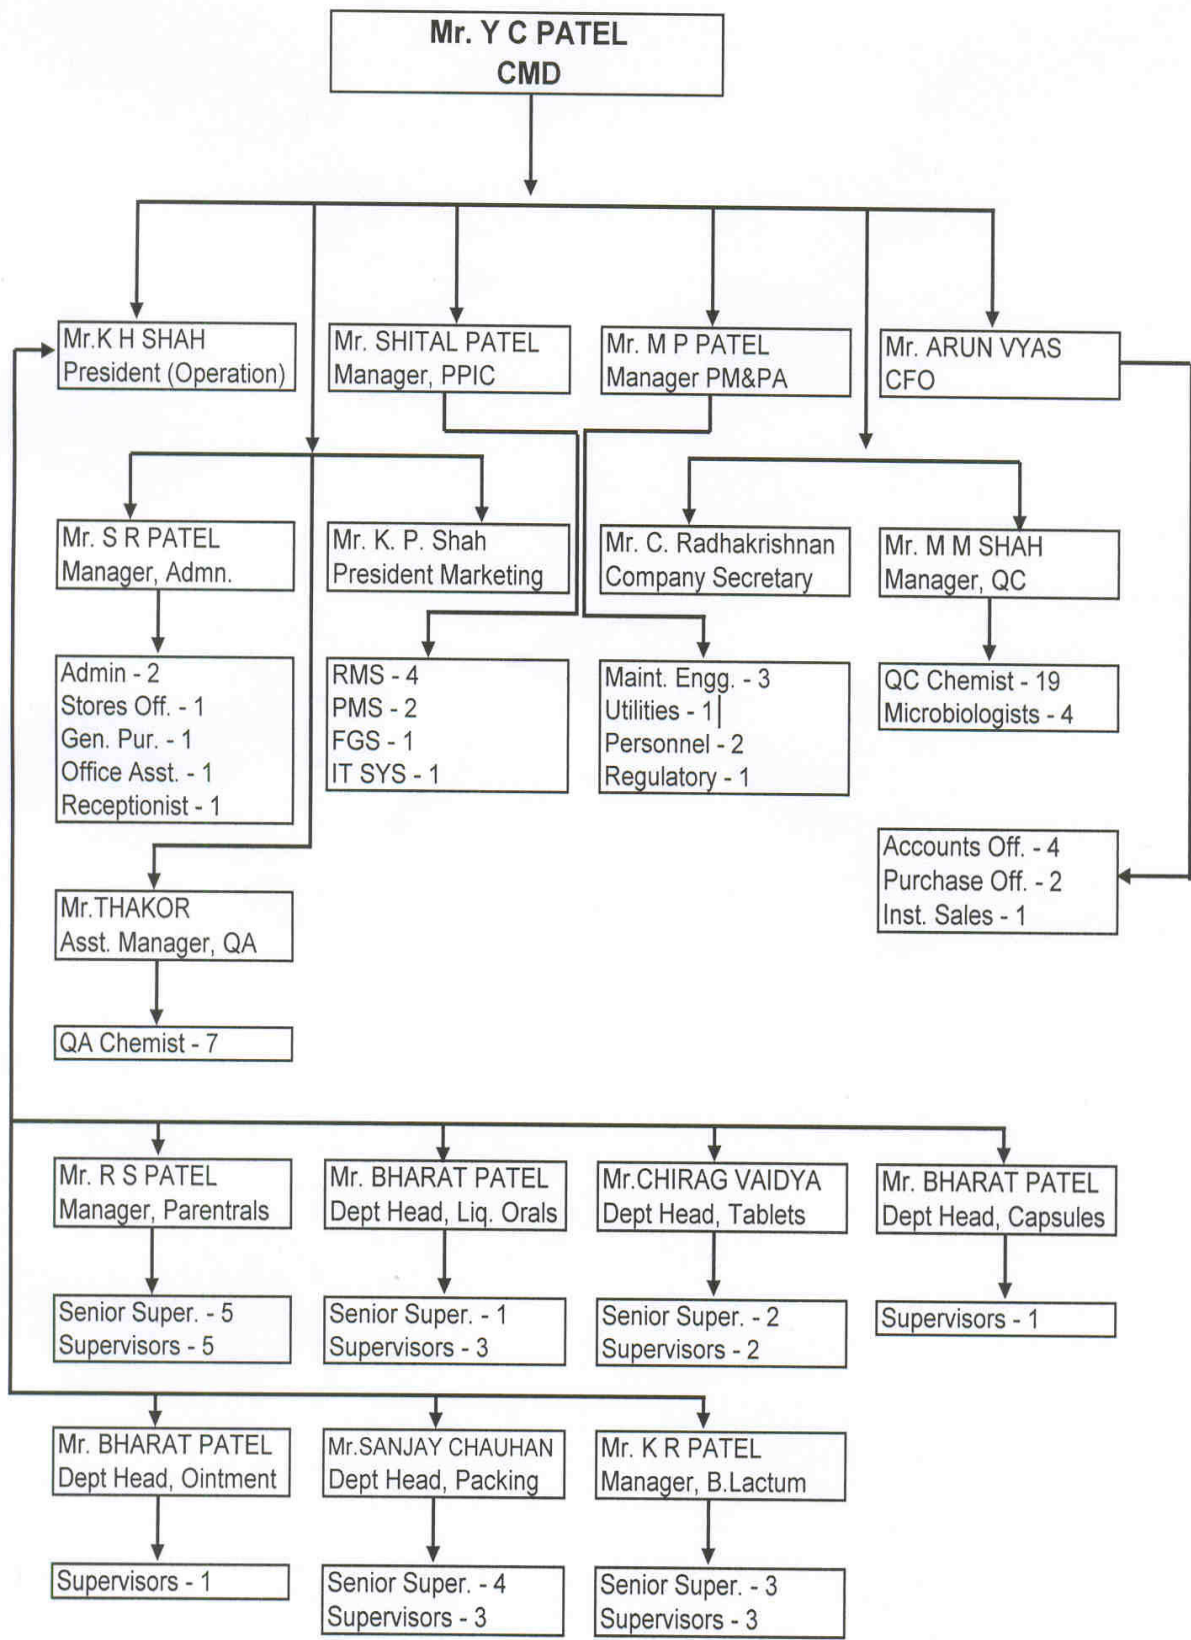 Mr. Y C PATEL
CMD
Mr.K H SHAH
President (Operation)
Mr. SHITAL PATEL
Manager, PPIC
Mr. M P PATEL
Manager PM&PA
Mr. ARUN VYAS
CFO
Mr. S R PATEL
Manager, Admn.
Mr. K. P. Shah
President Marketing
Mr. C. Radhakrishnan
Company Secretary
Mr. M M SHAH
Manager, QC
Admin - 2
Stores Off. - 1
Gen. Pur. - 1
Office Asst. - 1
Receptionist - 1
RMS - 4
PMS - 2
FGS - 1
IT SYS - 1
Maint. Engg. - 3
Utilities - 1
Personnel - 2
Regulatory - 1
QC Chemist - 19
Microbiologists - 4
Accounts Off. - 4
Purchase Off. - 2
Inst. Sales - 1
Mr.THAKOR
Asst. Manager, QA
QA Chemist - 7
Mr. R S PATEL
Manager, Parentrals
Mr. BHARAT PATEL
Dept Head, Liq. Orals
Mr.CHIRAG VAIDYA
Dept Head, Tablets
Mr. BHARAT PATEL
Dept Head, Capsules
Senior Super. - 5
Supervisors - 5
Senior Super. - 1
Supervisors - 3
Senior Super. - 2
Supervisors - 2
Supervisors - 1
Mr. BHARAT PATEL
Dept Head, Ointment
Mr.SANJAY CHAUHAN
Dept Head, Packing
Mr. K R PATEL
Manager, B.Lactum
Supervisors - 1
Senior Super. - 4
Supervisors - 3
Senior Super. - 3
Supervisors - 3